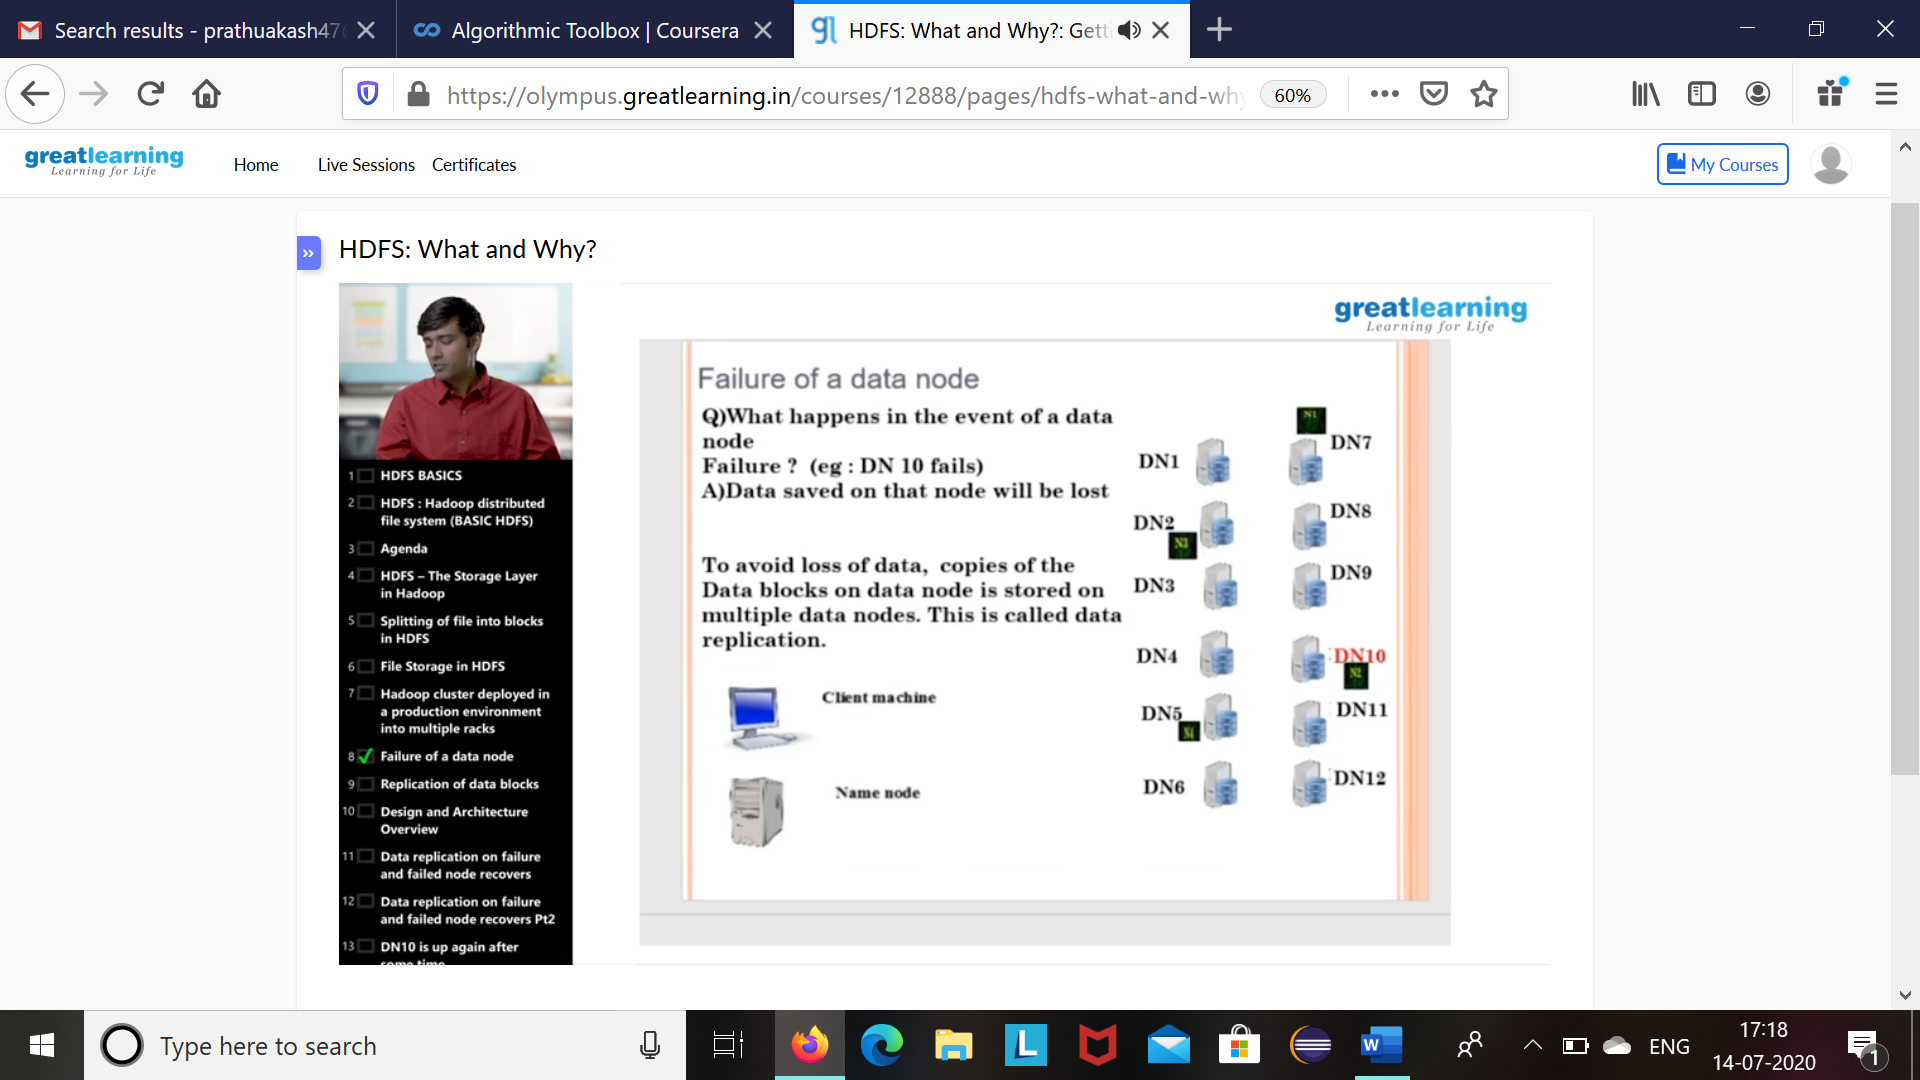 Search results - prathuakash47
Algorithmic Toolbox | Coursera
HDFS: What and Why?: Getti
https://olympus.greatlearning.in/courses/12888/pages/hdfs-what-and-why
60%
greatlearning
Learning for Life
Home
Live Sessions
Certificates
My Courses
HDFS: What and Why?
1 HDFS BASICS
2 HDFS : Hadoop distributed
file system (BASIC HDFS)
3 Agenda
4 HDFS – The Storage Layer
in Hadoop
5 Splitting of file into blocks
in HDFS
6 File Storage in HDFS
7 Hadoop cluster deployed in
a production environment
into multiple racks
8 Failure of a data node
9 Replication of data blocks
10 Design and Architecture
Overview
11 Data replication on failure
and failed node recovers
12 Data replication on failure
and failed node recovers Pt2
13 DN10 is up again after
some time
greatlearning
Learning for Life
Failure of a data node
Q)What happens in the event of a data
node
Failure ? (eg : DN 10 fails)
A)Data saved on that node will be lost
To avoid loss of data, copies of the
Data blocks on data node is stored on
multiple data nodes. This is called data
replication.
Client machine
Name node
DN1
DN2
N3
DN3
DN4
DN5
N4
DN6
N1
DN7
DN8
DN9
DN10
N2
DN11
DN12
Type here to search
L
W
ENG
17:18
14-07-2020
1